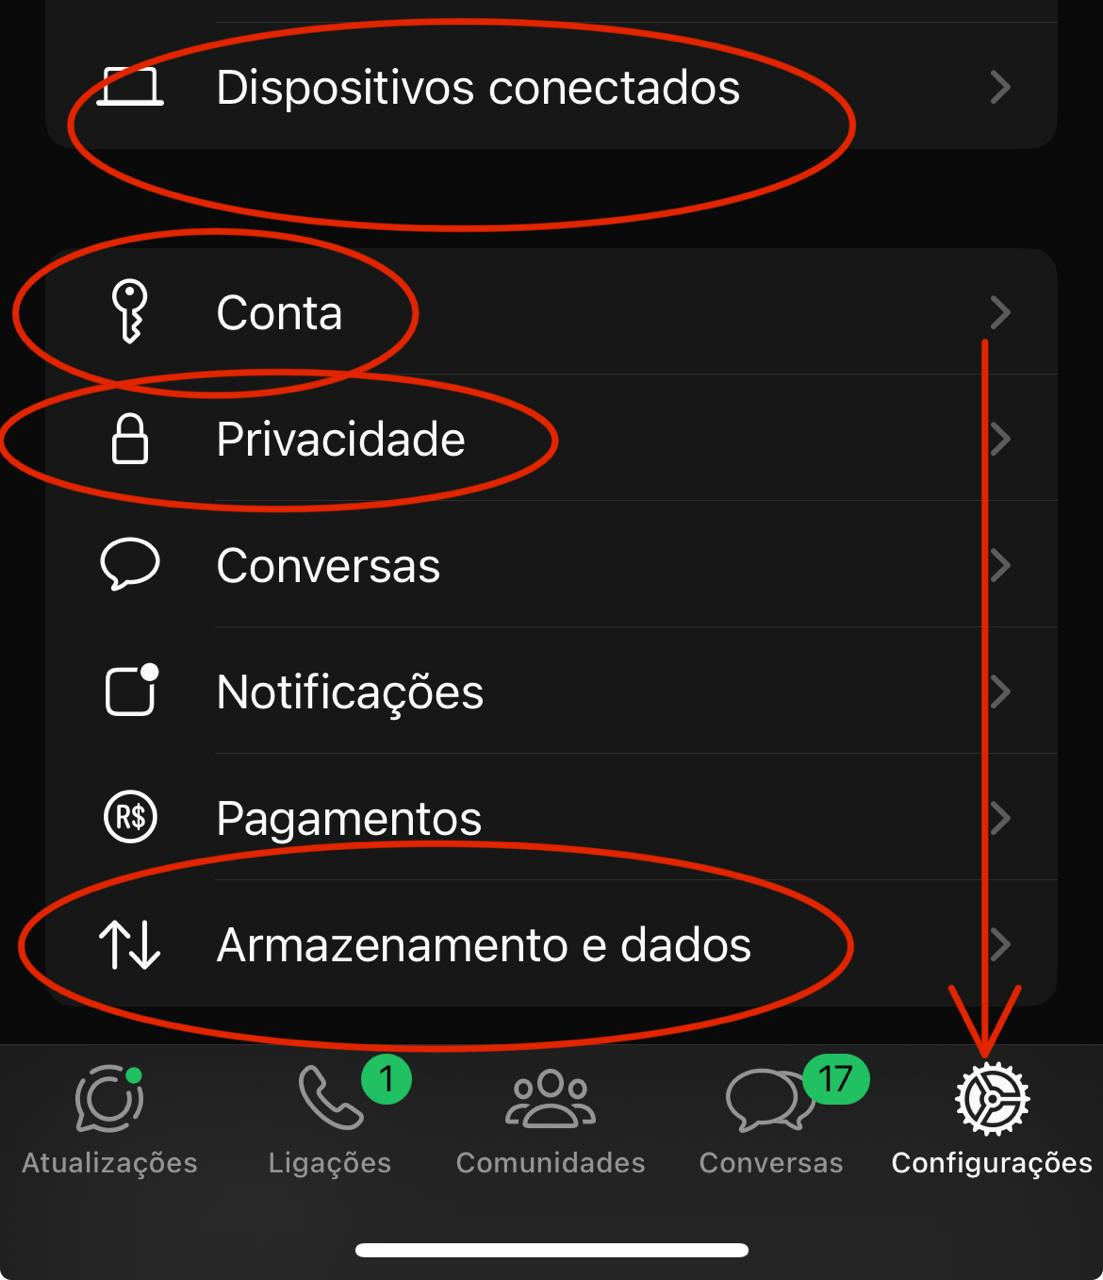 Dispositivos conectados
Conta
Privacidade
Conversas
Notificações
R$ Pagamentos
Armazenamento e dados
1 17
Atualizações Ligações Comunidades Conversas Configurações